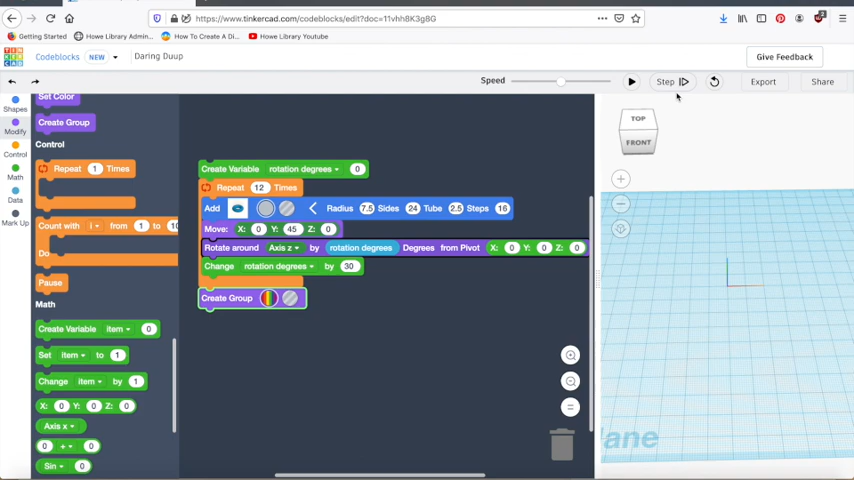 https://www.tinkercad.com/codeblocks/edit?doc=11vhh8K3g8G
Getting Started Howe Library Admin... How To Create A Di... Howe Library Youtube
TIN KER CAD
Codeblocks NEW Daring Duup Give Feedback
Speed Step Export Share
Shapes
Modify
Control
Math
Data
Mark Up
Set Color
Create Group
Control
Repeat 1 Times
Count with i from 1 to 10
Do
Pause
Math
Create Variable item 0
Set item to 1
Change item by 1
X: 0 Y: 0 Z: 0
Axis x
0 + 0
Sin 0
Create Variable rotation degrees 0
Repeat 12 Times
Add Radius 7.5 Sides 24 Tube 2.5 Steps 16
Move: X: 0 Y: 45 Z: 0
Rotate around Axis z by rotation degrees Degrees from Pivot X: 0 Y: 0 Z: 0
Change rotation degrees by 30
Create Group
TOP
FRONT
lane